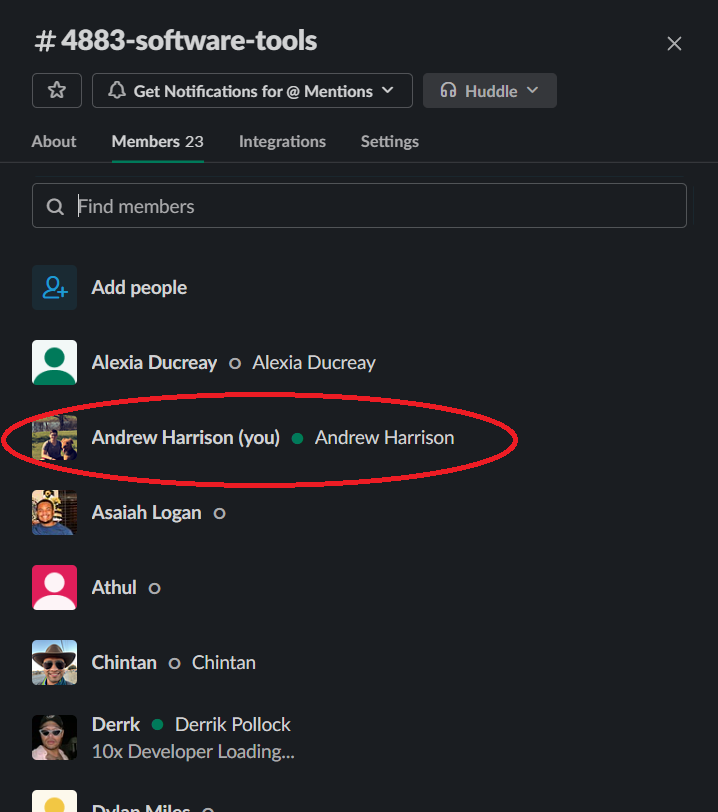 # 4883-software-tools
Get Notifications for @ Mentions
Huddle
About
Members 23
Integrations
Settings
Find members
Add people
Alexia Ducreay Alexia Ducreay
Andrew Harrison (you) Andrew Harrison
Asaiah Logan
Athul
Chintan Chintan
Derrk Derrik Pollock
10x Developer Loading...
Dylan Miles